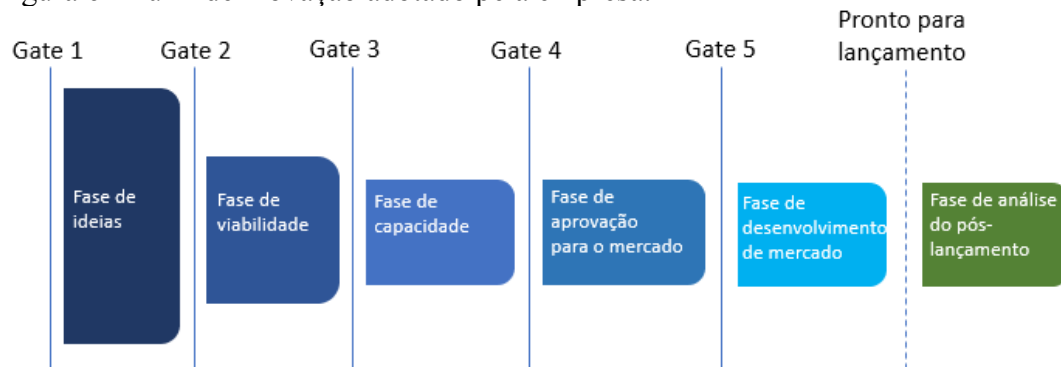 Gate 1
Gate 2
Gate 3
Gate 4
Gate 5
Pronto para
lançamento
Fase de
ideias
Fase de
viabilidade
Fase de
capacidade
Fase de
aprovação
para o mercado
Fase de
desenvolvimento
de mercado
Fase de análise
do pós-
lançamento